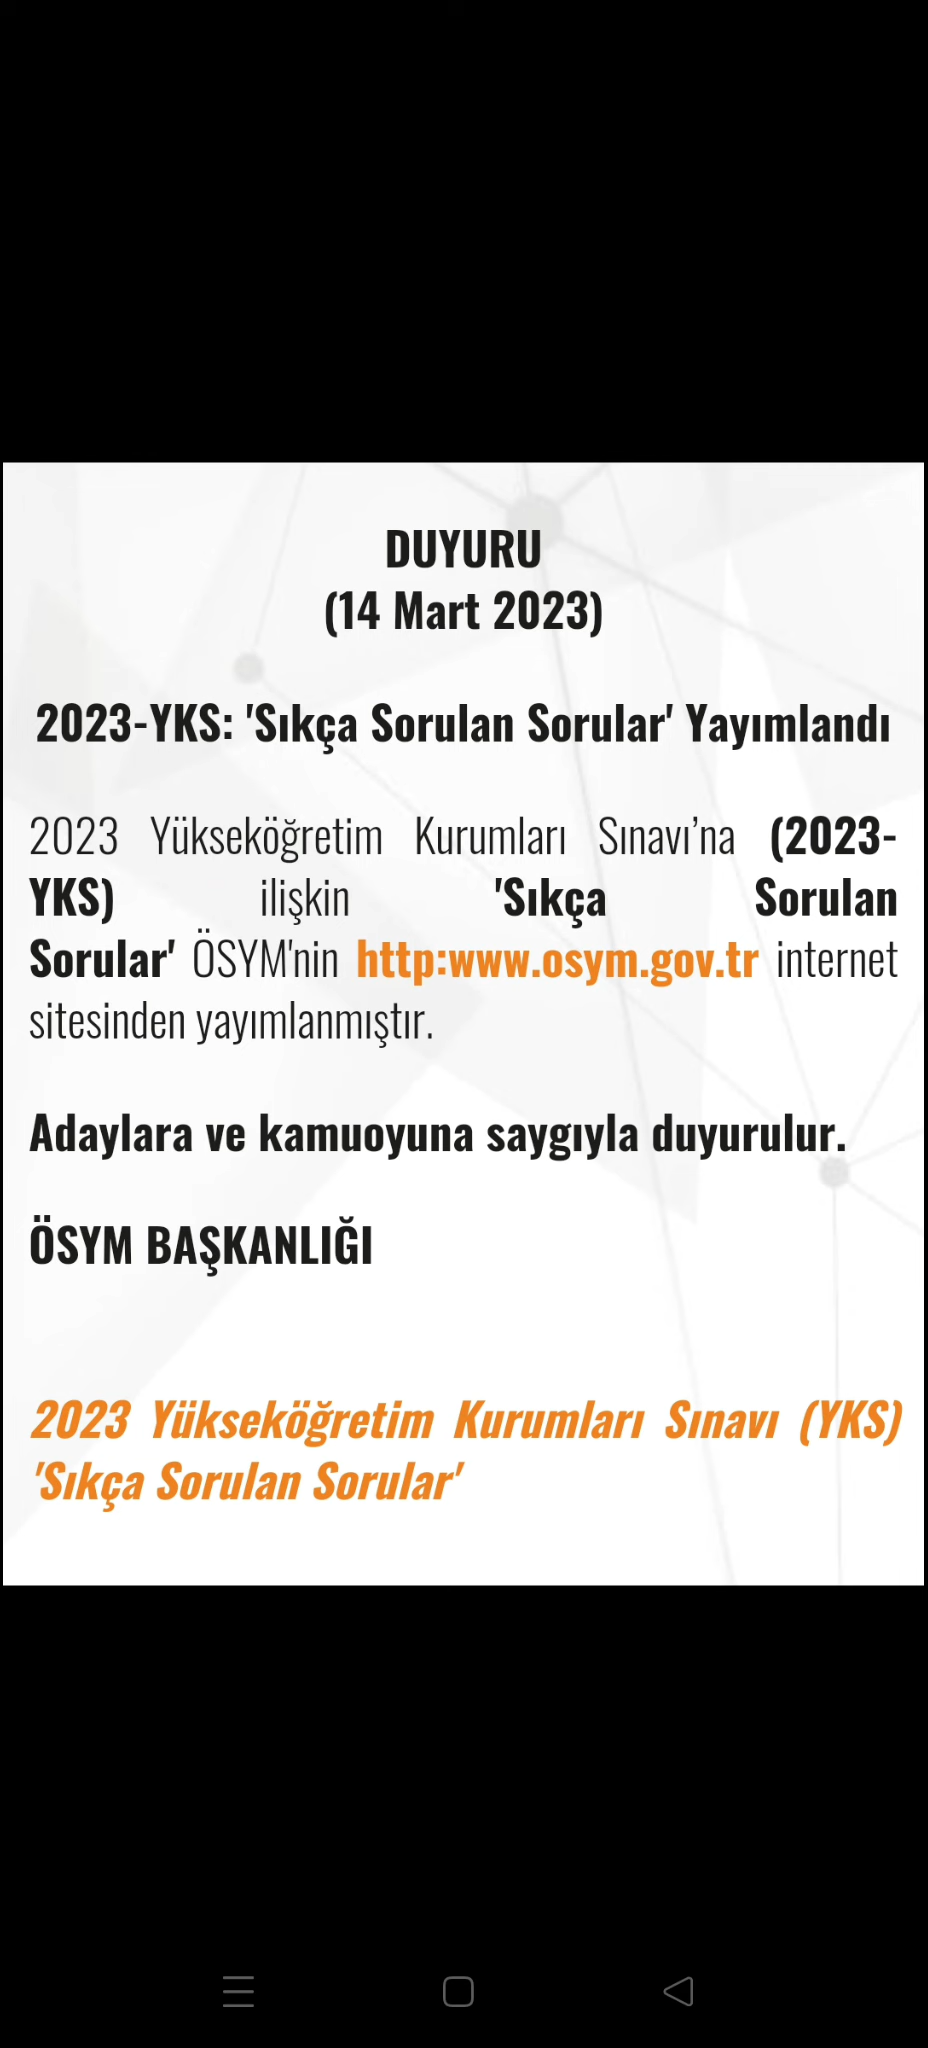 DUYURU
(14 Mart 2023)
2023-YKS: 'Sıkça Sorulan Sorular' Yayımlandı
2023 Yükseköğretim Kurumları Sınavı’na (2023-
YKS) ilişkin 'Sıkça Sorulan
Sorular' ÖSYM'nin http:www.osym.gov.tr internet
sitesinden yayımlanmıştır.
Adaylara ve kamuoyuna saygıyla duyurulur.
ÖSYM BAŞKANLIĞI
2023 Yükseköğretim Kurumları Sınavı (YKS)
'Sıkça Sorulan Sorular'